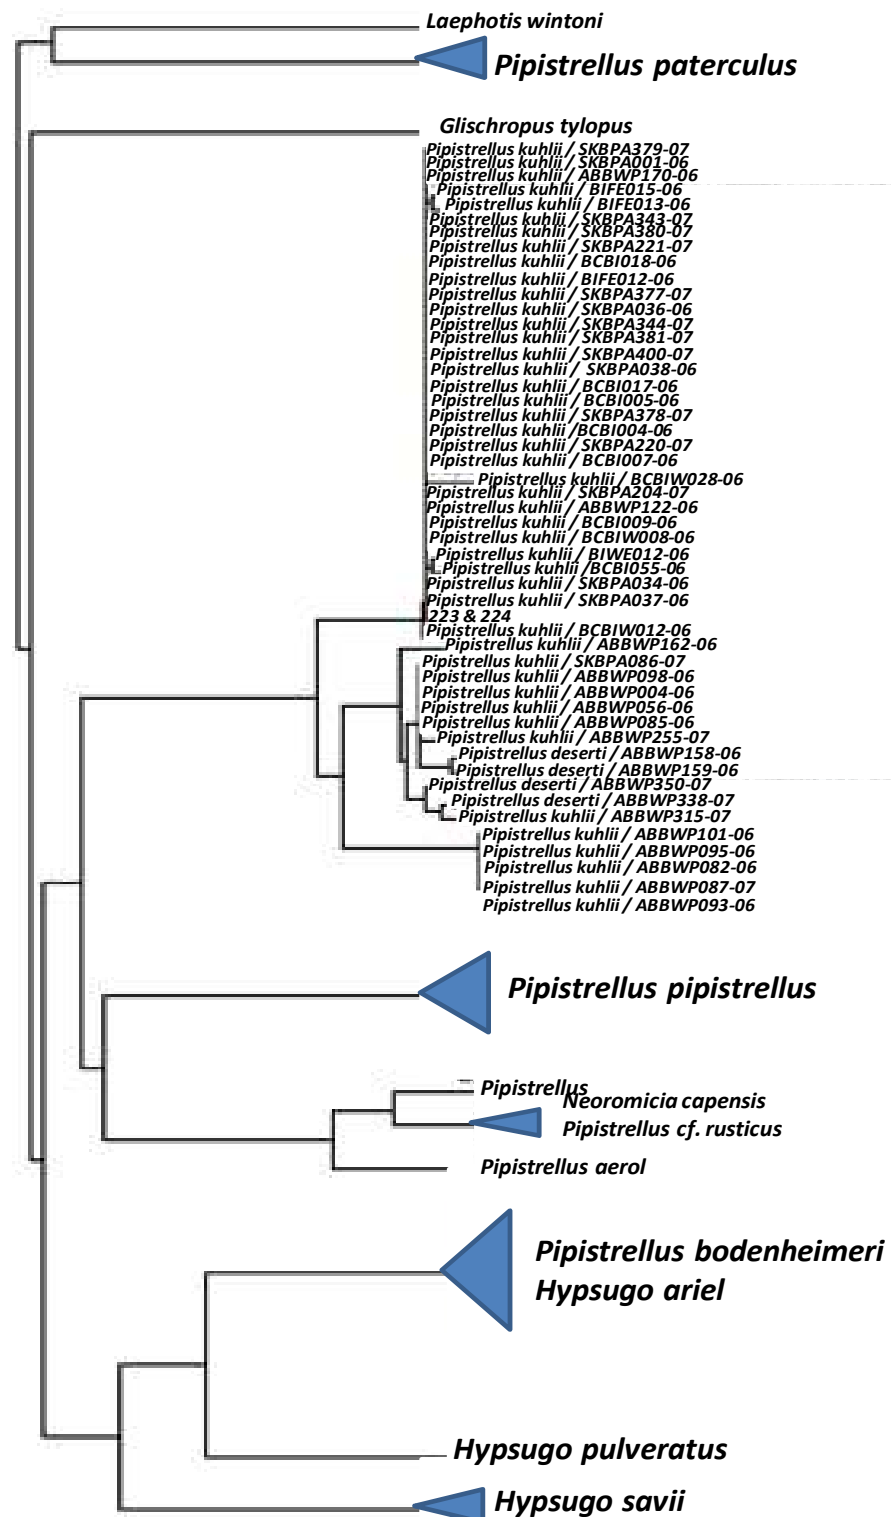 Laephotis wintoni
Pipistrellus paterculus
Glischropus tylopus
Pipistrellus kuhlii / SKBPA379-07
Pipistrellus kuhlii / SKBPA001-06
Pipistrellus kuhlii / ABBWP170-06
Pipistrellus kuhlii / BIFE015-06
Pipistrellus kuhlii / BIFE013-06
Pipistrellus kuhlii / SKBPA343-07
Pipistrellus kuhlii / SKBPA380-07
Pipistrellus kuhlii / SKBPA221-07
Pipistrellus kuhlii / BCBI018-06
Pipistrellus kuhlii / BIFE012-06
Pipistrellus kuhlii / SKBPA377-07
Pipistrellus kuhlii / SKBPA036-06
Pipistrellus kuhlii / SKBPA344-07
Pipistrellus kuhlii / SKBPA381-07
Pipistrellus kuhlii / SKBPA400-07
Pipistrellus kuhlii / SKBPA038-06
Pipistrellus kuhlii / BCBI017-06
Pipistrellus kuhlii / BCBI005-06
Pipistrellus kuhlii / SKBPA378-07
Pipistrellus kuhlii /BCBI004-06
Pipistrellus kuhlii / SKBPA220-07
Pipistrellus kuhlii / BCBI007-06
Pipistrellus kuhlii / BCBIW028-06
Pipistrellus kuhlii / SKBPA204-07
Pipistrellus kuhlii / ABBWP122-06
Pipistrellus kuhlii / BCBI009-06
Pipistrellus kuhlii / BCBIW008-06
Pipistrellus kuhlii / BIWE012-06
Pipistrellus kuhlii /BCBI055-06
Pipistrellus kuhlii / SKBPA034-06
Pipistrellus kuhlii / SKBPA037-06
223 & 224
Pipistrellus kuhlii / BCBIW012-06
Pipistrellus kuhlii / ABBWP162-06
Pipistrellus kuhlii / SKBPA086-07
Pipistrellus kuhlii / ABBWP098-06
Pipistrellus kuhlii / ABBWP004-06
Pipistrellus kuhlii / ABBWP056-06
Pipistrellus kuhlii / ABBWP085-06
Pipistrellus kuhlii / ABBWP255-07
Pipistrellus deserti / ABBWP158-06
Pipistrellus deserti / ABBWP159-06
Pipistrellus deserti / ABBWP350-07
Pipistrellus deserti / ABBWP338-07
Pipistrellus kuhlii / ABBWP315-07
Pipistrellus kuhlii / ABBWP101-06
Pipistrellus kuhlii / ABBWP095-06
Pipistrellus kuhlii / ABBWP082-06
Pipistrellus kuhlii / ABBWP087-07
Pipistrellus kuhlii / ABBWP093-06
Pipistrellus pipistrellus
Pipistrellus
Neoromicia capensis
Pipistrellus cf. rusticus
Pipistrellus aerol
Pipistrellus bodenheimeri
Hypsugo ariel
Hypsugo pulveratus
Hypsugo savii